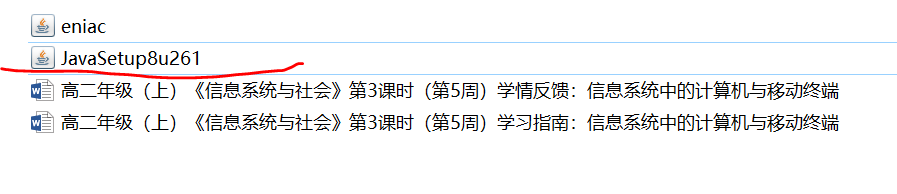 eniac
JavaSetup8u261
高二年级（上）《信息系统与社会》第3课时（第5周）学情反馈：信息系统中的计算机与移动终端
高二年级（上）《信息系统与社会》第3课时（第5周）学习指南：信息系统中的计算机与移动终端